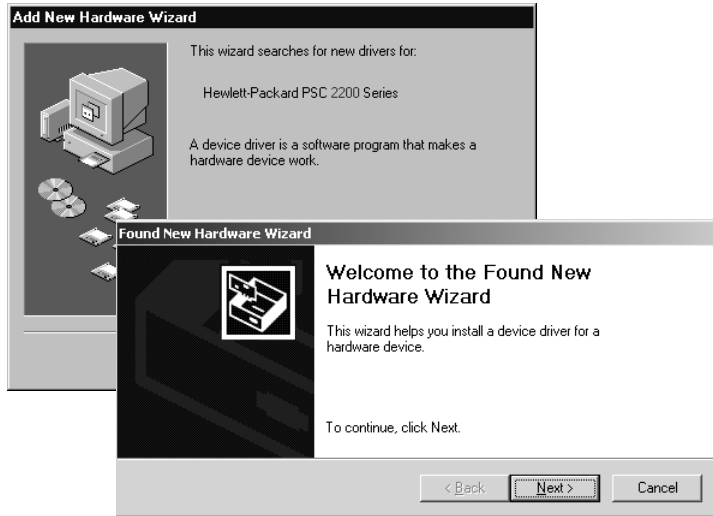 Add New Hardware Wizard
This wizard searches for new drivers for:
Hewlett-Packard PSC 2200 Series
A device driver is a software program that makes a
hardware device work.
Found New Hardware Wizard
Welcome to the Found New
Hardware Wizard
This wizard helps you install a device driver for a
hardware device.
To continue, click Next.
< Back
Next >
Cancel